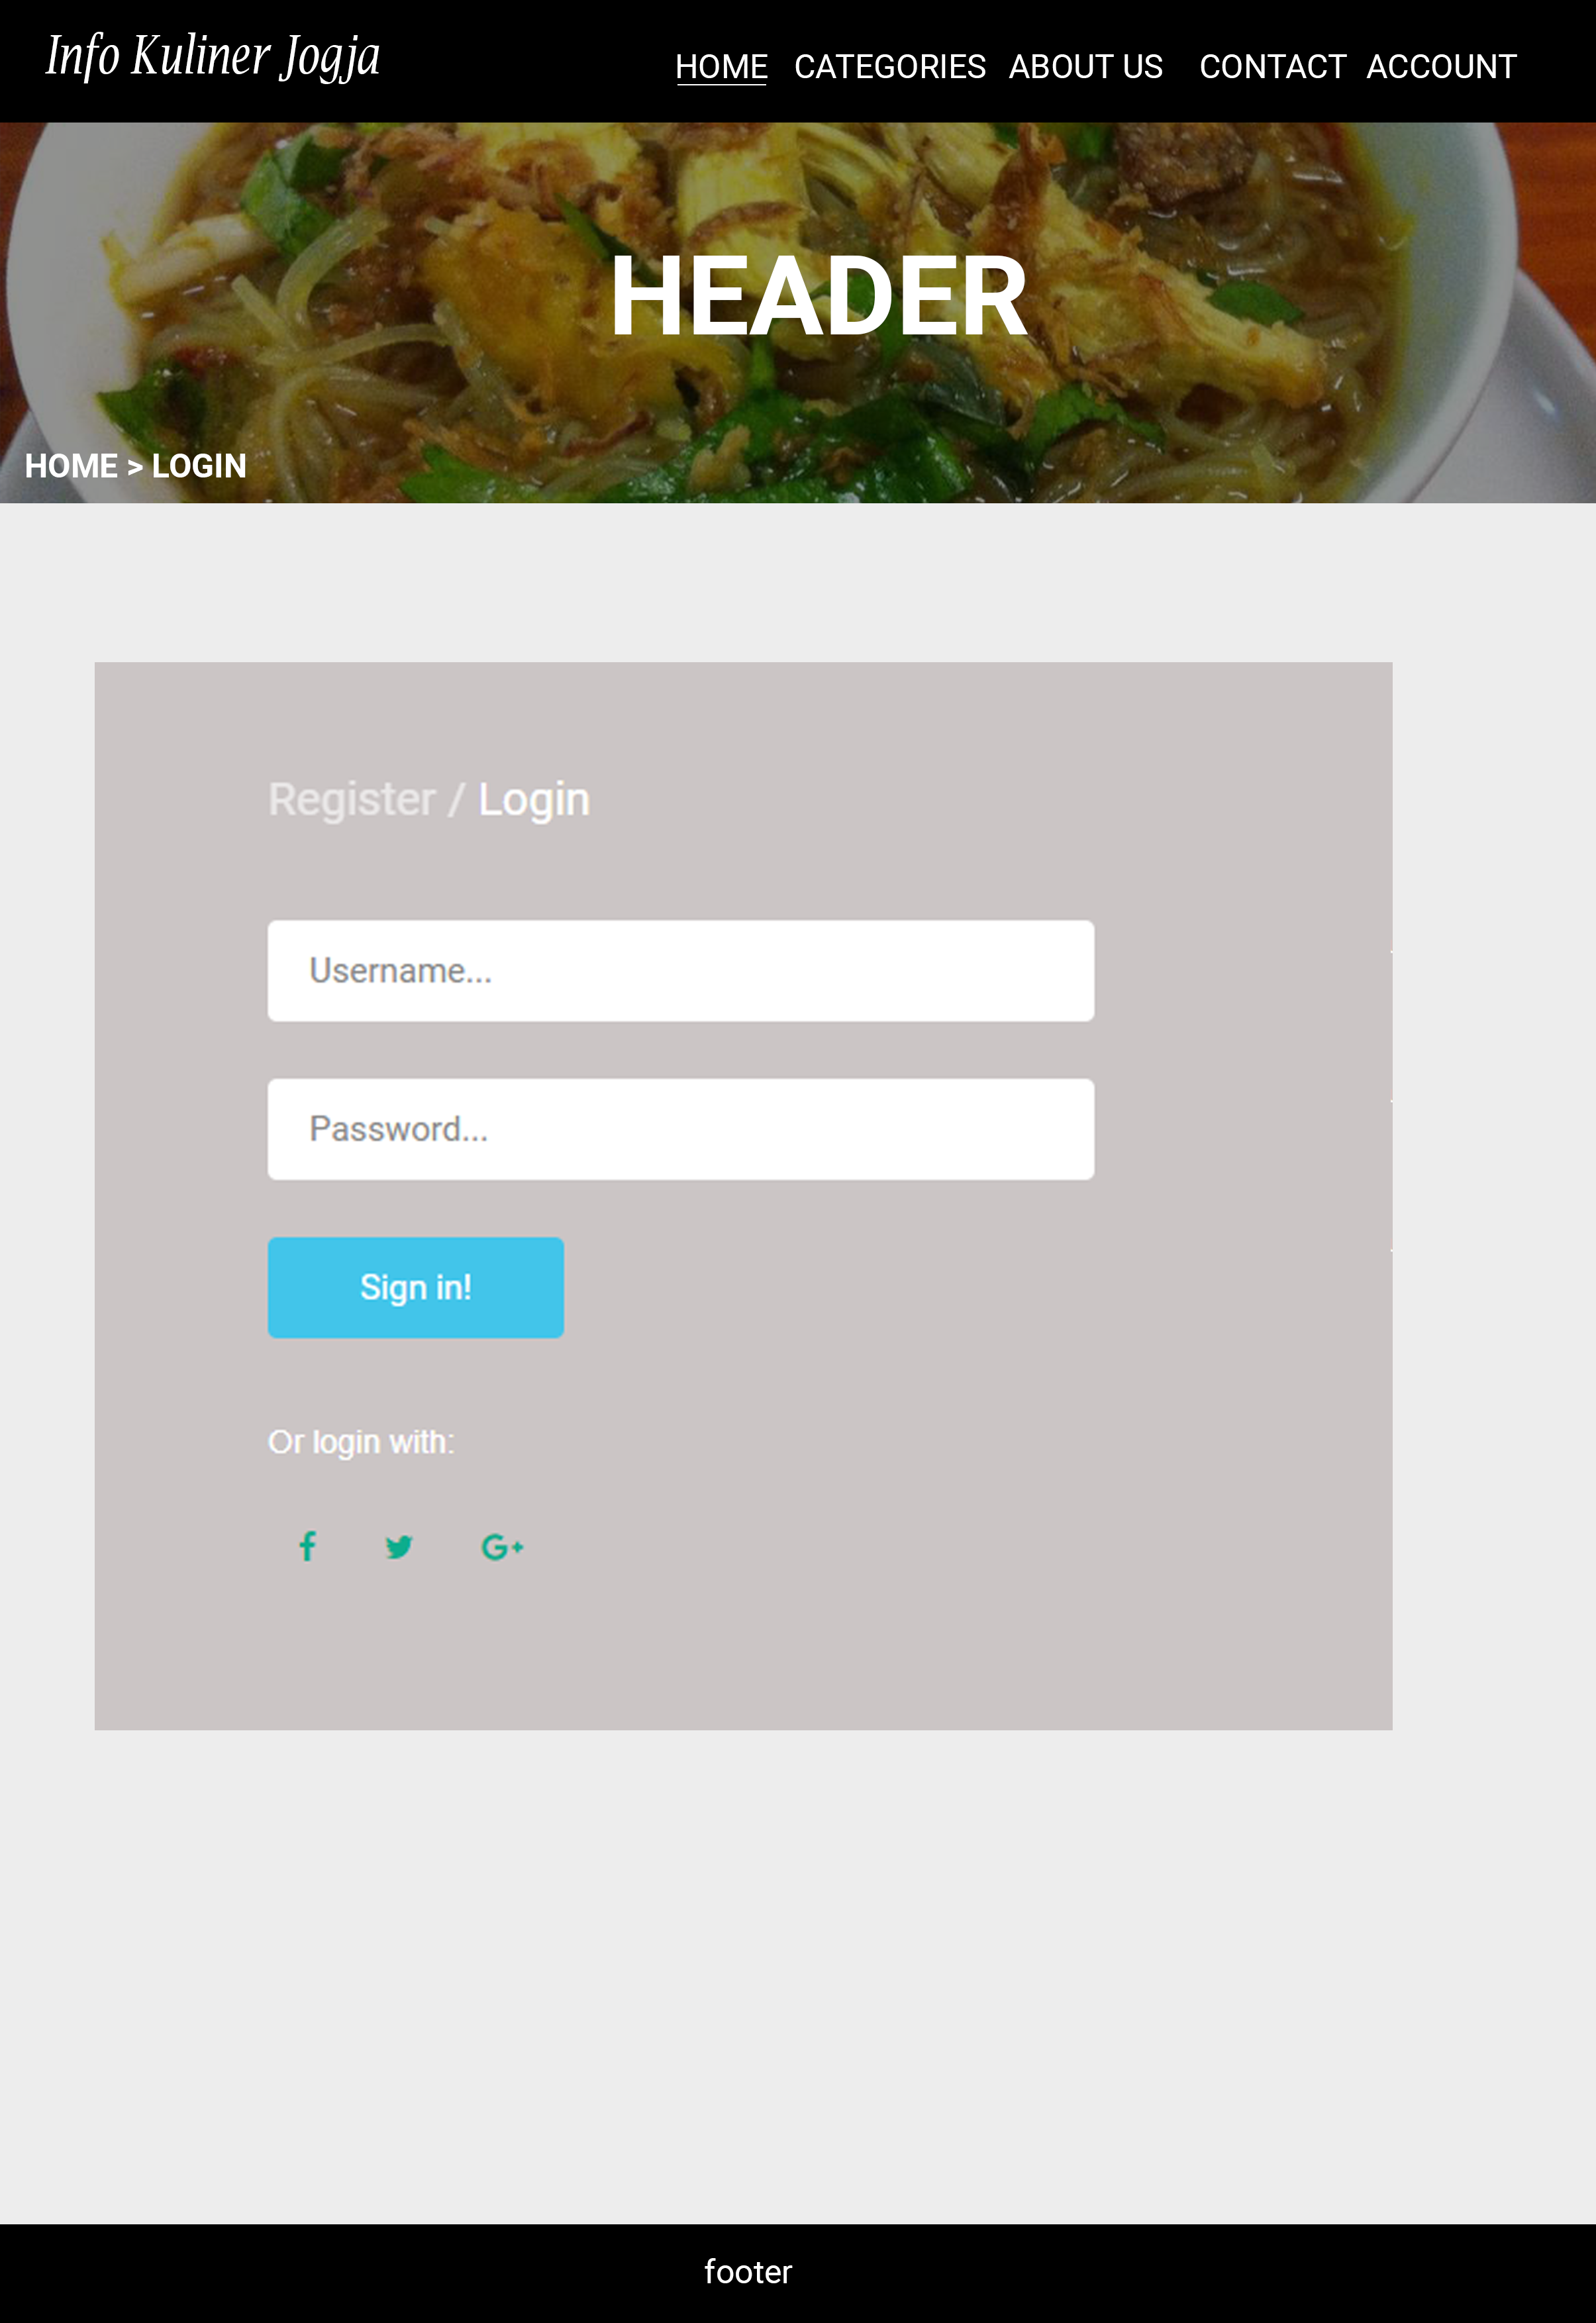 Info Kuliner Jogja
HOME CATEGORIES ABOUT US CONTACT ACCOUNT
HEADER
HOME > LOGIN
Register / Login
Username...
Password...
Sign in!
Or login with:
G+
footer